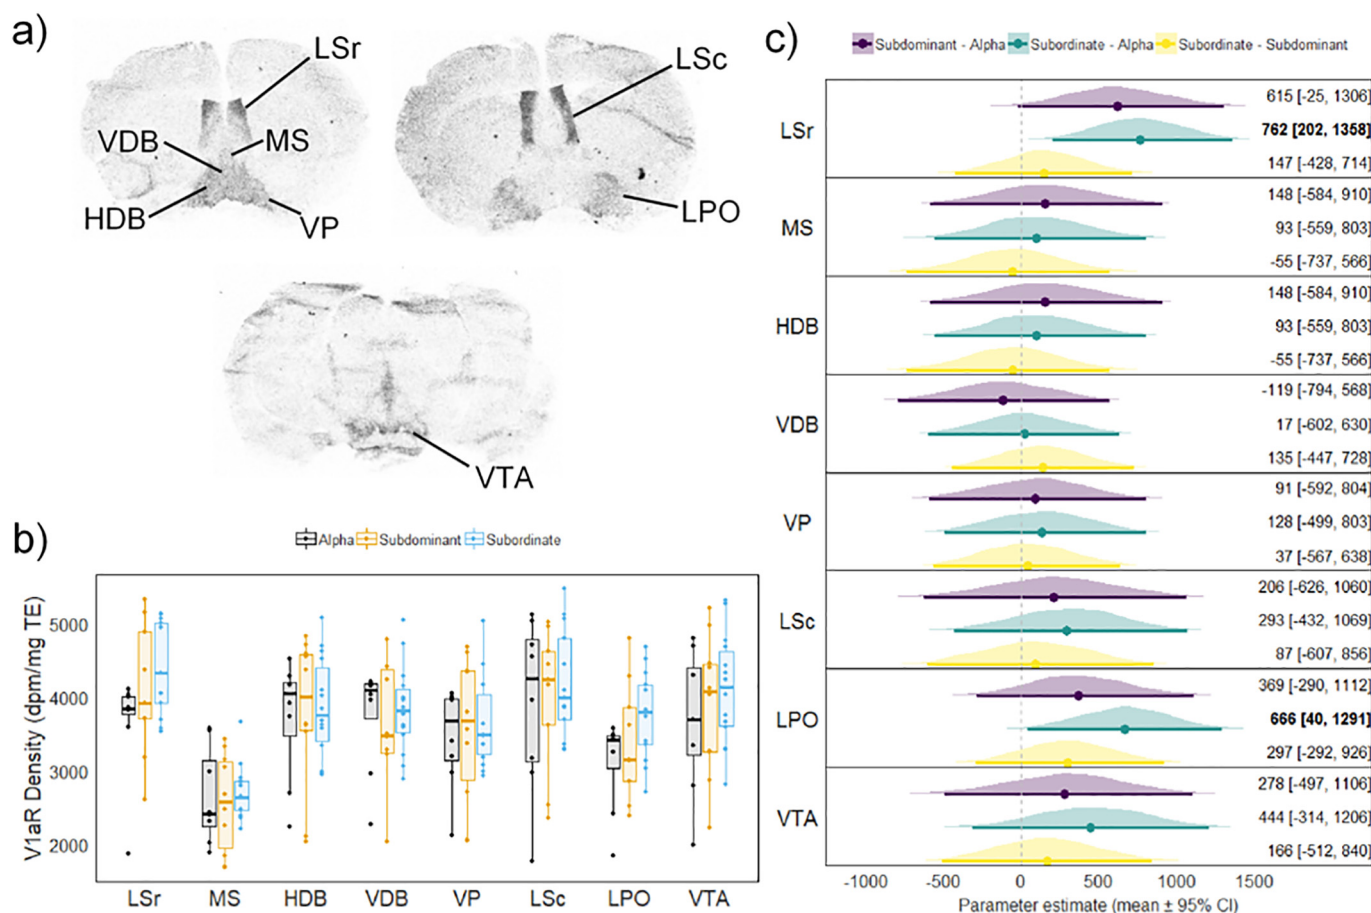 a)
LSr
VDB
MS
HDB
VP
LSc
LPO
VTA
b)
Alpha Subdominant Subordinate
V1aR Density (dpm/mg TE)
5000
4000
3000
2000
LSr MS HDB VDB VP LSc LPO VTA
c)
Subdominant - Alpha Subordinate - Alpha Subordinate - Subdominant
LSr
615 [-25, 1306]
762 [202, 1358]
147 [-428, 714]
MS
148 [-584, 910]
93 [-559, 803]
-55 [-737, 566]
HDB
148 [-584, 910]
93 [-559, 803]
-55 [-737, 566]
VDB
-119 [-794, 568]
17 [-602, 630]
135 [-447, 728]
VP
91 [-592, 804]
128 [-499, 803]
37 [-567, 638]
LSc
206 [-626, 1060]
293 [-432, 1069]
87 [-607, 856]
LPO
369 [-290, 1112]
666 [40, 1291]
297 [-292, 926]
VTA
278 [-497, 1106]
444 [-314, 1206]
166 [-512, 840]
-1000 -500 0 500 1000 1500
Parameter estimate (mean ± 95% CI)